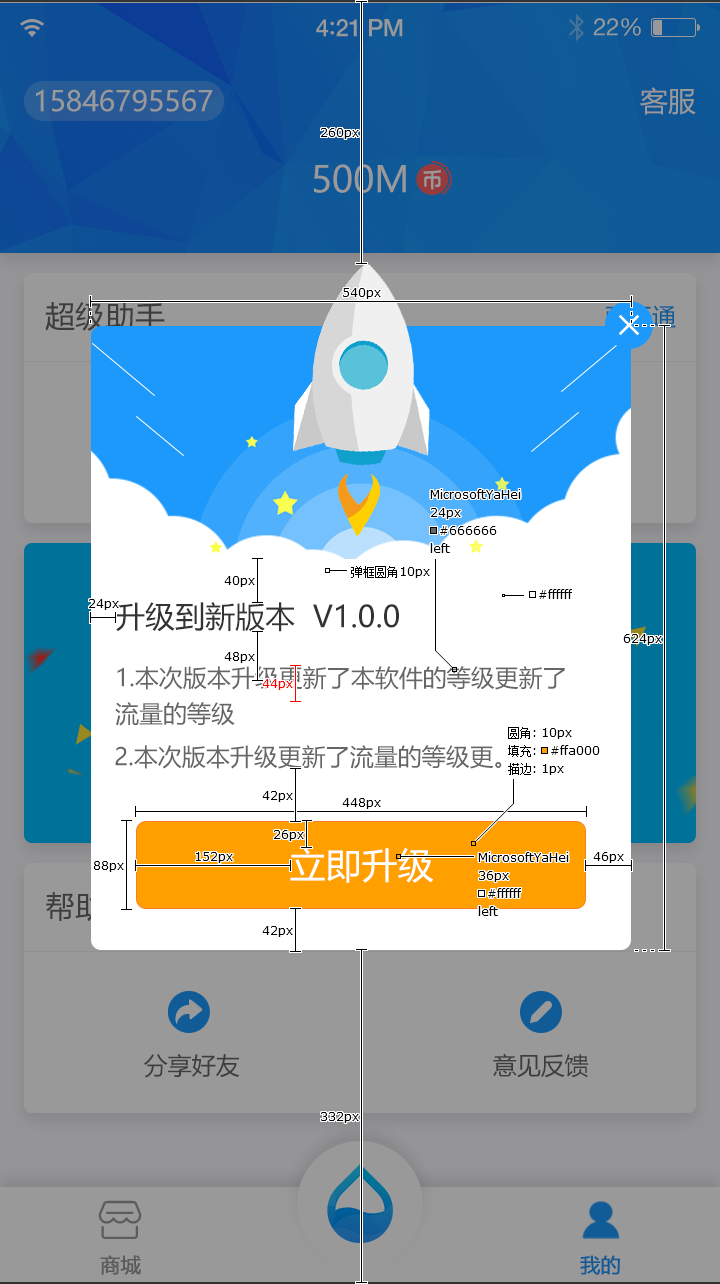 4:21 PM
22%
15846795567
客服
260px
500M
币
540px
超级助手
通
MicrosoftYaHei
24px
#666666
left
40px
弹框圆角10px
#ffffff
24px
升级到新版本 V1.0.0
624px
48px
44px
1.本次版本升级更新了本软件的等级更新了
流量的等级
2.本次版本升级更新了流量的等级更。
圆角: 10px
填充: #ffa000
描边: 1px
42px
448px
26px
88px
152px
立即升级
MicrosoftYaHei
36px
#ffffff
left
46px
帮助
42px
分享好友
意见反馈
332px
商城
我的